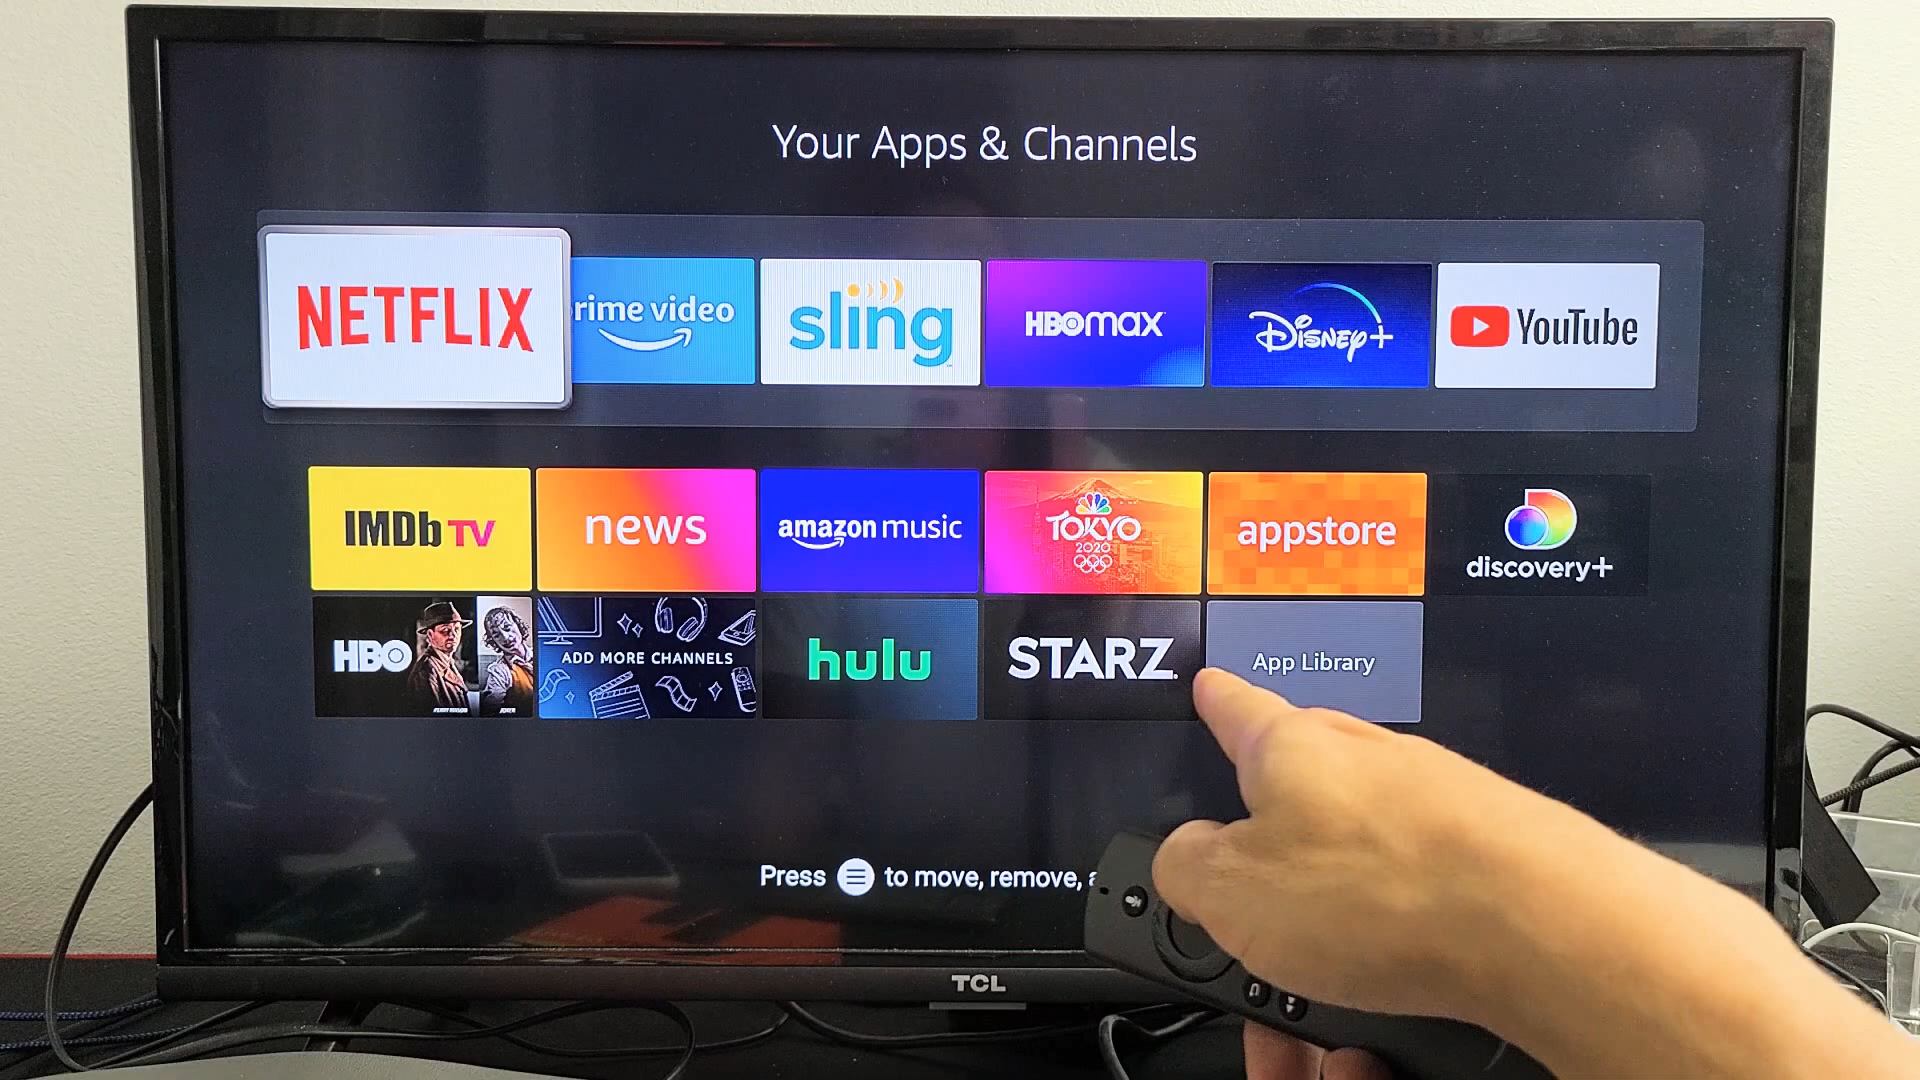 Your Apps & Channels
NETFLIX
rime video
sling
HBOMAX
Disney+
YouTube
IMDb TV
news
amazon music
TOKYO
2020
appstore
discovery+
HBO
ADD MORE CHANNELS
hulu
STARZ
App Library
Press
to move, remove, a
TCL